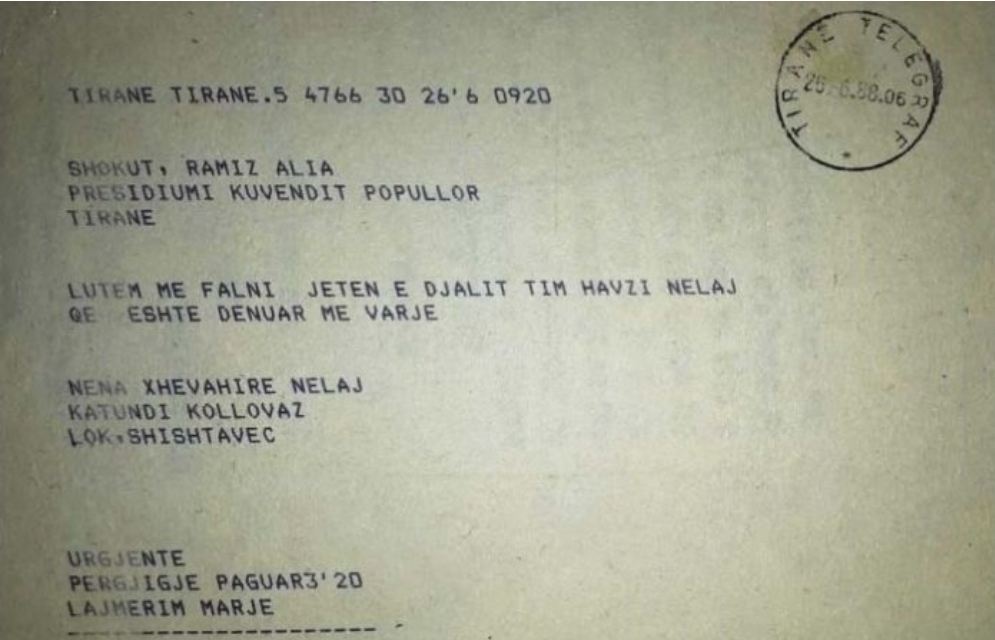 TIRANE TELEGRAF
26.6.88.06
TIRANE TIRANE.5 4766 30 26'6 0920
SHOKUT, RAMIZ ALIA
PRESIDIUMI KUVENDIT POPULLOR
TIRANE
LUTEM ME FALNI JETEN E DJALIT TIM HAVZI NELAJ
QE ESHTE DENUAR ME VARJE
NENA XHEVAHIRE NELAJ
KATUNDI KOLLOVAZ
LOK.SHISHTAVEC
URGJENTE
PERGJIGJE PAGUAR3'20
LAJMERIM MARJE